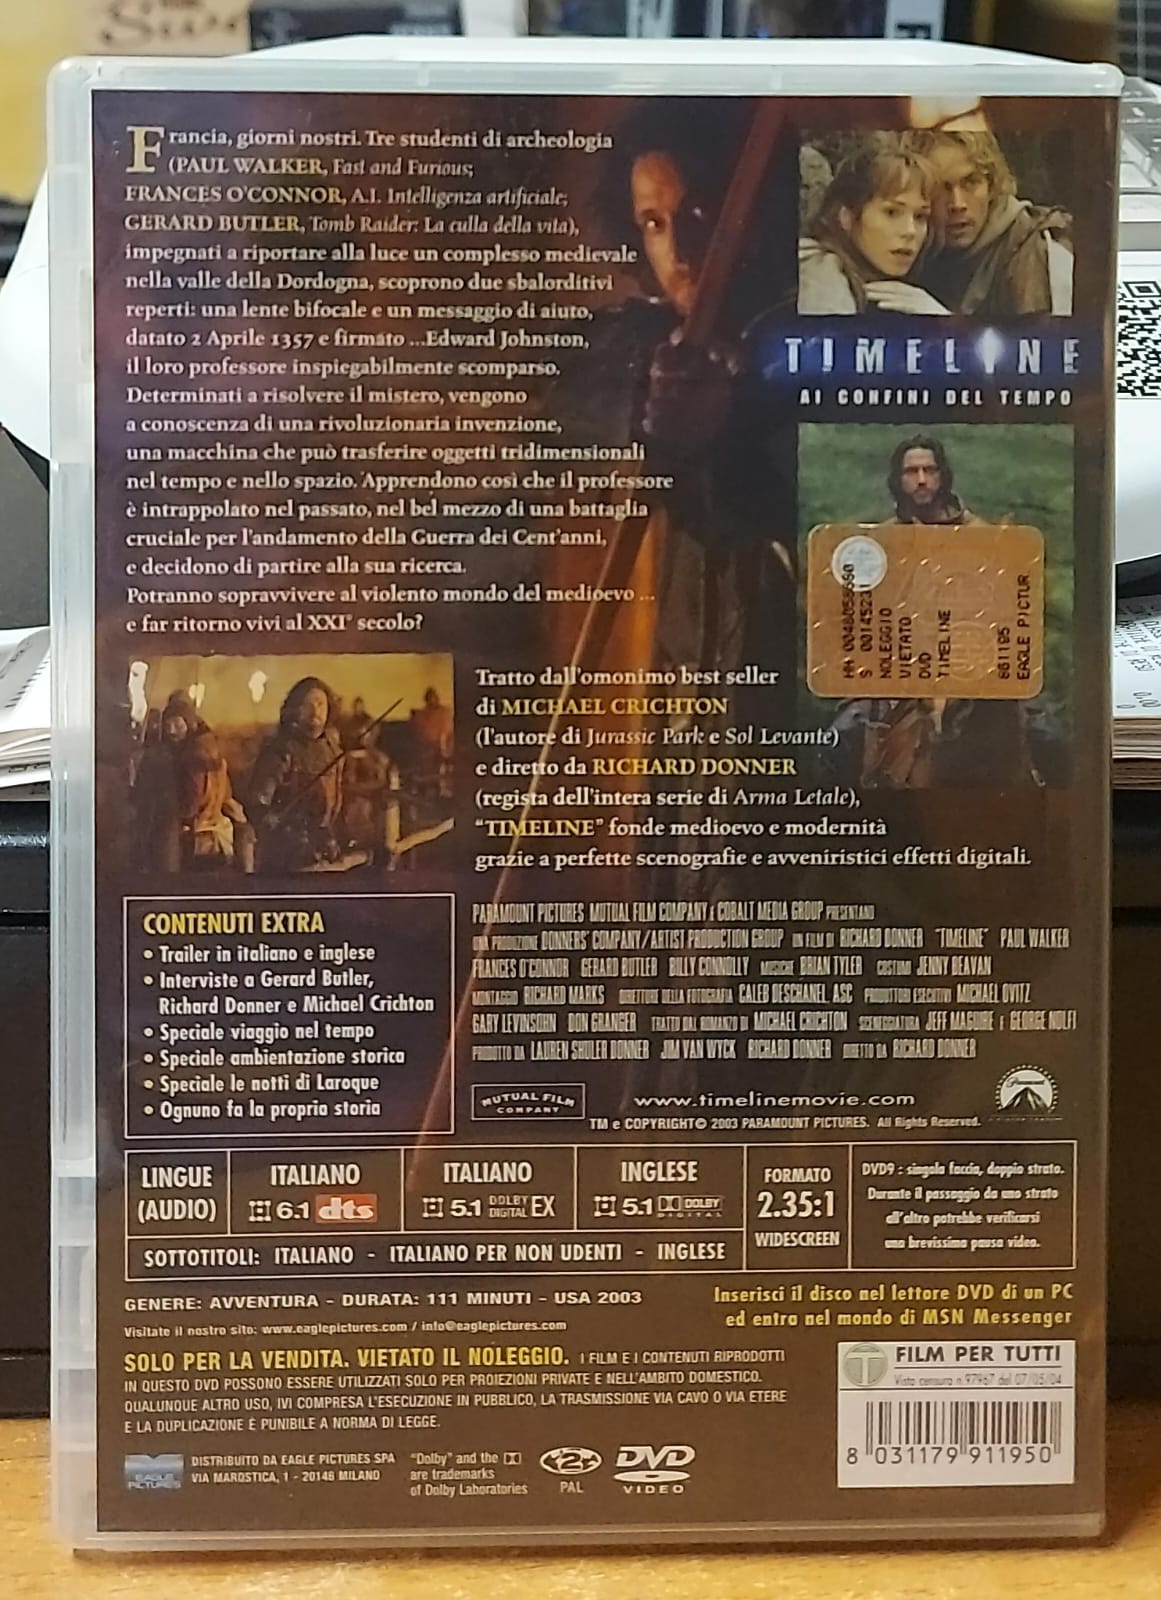 Francia, giorni nostri. Tre studenti di archeologia
(PAUL WALKER, Fast and Furious;
FRANCES O'CONNOR, A.I. Intelligenza artificiale;
GERARD BUTLER, Tomb Raider: La culla della vita),
impegnati a riportare alla luce un complesso medievale
nella valle della Dordogna, scoprono due sbalorditivi
reperti: una lente bifocale e un messaggio di aiuto,
datato 2 Aprile 1357 e firmato ...Edward Johnston,
il loro professore inspiegabilmente scomparso.
Determinati a risolvere il mistero, vengono
a conoscenza di una rivoluzionaria invenzione,
una macchina che può trasferire oggetti tridimensionali
nel tempo e nello spazio. Apprendono così che il professore
è intrappolato nel passato, nel bel mezzo di una battaglia
cruciale per l'andamento della Guerra dei Cent'anni,
e decidono di partire alla sua ricerca.
Potranno sopravvivere al violento mondo del medioevo ...
e far ritorno vivi al XXI° secolo?
TIMELINE
AI CONFINI DEL TEMPO
NOLEGGIO
VIETATO
DVD
TIMELINE
861195
EAGLE PICTUR
Tratto dall'omonimo best seller
di MICHAEL CRICHTON
(l'autore di Jurassic Park e Sol Levante)
e diretto da RICHARD DONNER
(regista dell'intera serie di Arma Letale),
"TIMELINE" fonde medioevo e modernità
grazie a perfette scenografie e avveniristici effetti digitali.
CONTENUTI EXTRA
• Trailer in italiano e inglese
• Interviste a Gerard Butler,
Richard Donner e Michael Crichton
• Speciale viaggio nel tempo
• Speciale ambientazione storica
• Speciale le notti di Laroque
• Ognuno fa la propria storia
PARAMOUNT PICTURES MUTUAL FILM COMPANY E COBALT MEDIA GROUP PRESENTANO
UNA PRODUZIONE DONNERS' COMPANY/ARTIST PRODUCTION GROUP UN FILM DI RICHARD DONNER "TIMELINE" PAUL WALKER
FRANCES O'CONNOR GERARD BUTLER BILLY CONNOLLY MUSICHE BRIAN TYLER COSTUMI JENNY BEAVAN
MONTAGGIO RICHARD MARKS DIRETTORE DELLA FOTOGRAFIA CALEB DESCHANEL, ASC PRODUTTORI ESECUTIVI MICHAEL OVITZ
GARY LEVINSOHN DON GRANGER TRATTO DAL ROMANZO DI MICHAEL CRICHTON SCENEGGIATURA JEFF MAGUIRE E GEORGE NOLFI
PRODOTTO DA LAUREN SHULER DONNER JIM VAN WYCK RICHARD DONNER DIRETTO DA RICHARD DONNER
MUTUAL FILM
COMPANY
www.timelinemovie.com
Paramount
TM e COPYRIGHT© 2003 PARAMOUNT PICTURES. All Rights Reserved.
LINGUE (AUDIO)
ITALIANO 6.1 dts
ITALIANO 5.1 DOLBY DIGITAL EX
INGLESE 5.1 DOLBY DIGITAL
FORMATO
2.35:1
WIDESCREEN
DVD9 : singola faccia, doppio strato.
Durante il passaggio da uno strato
all'altro potrebbe verificarsi
una brevissima pausa video.
SOTTOTITOLI: ITALIANO - ITALIANO PER NON UDENTI - INGLESE
GENERE: AVVENTURA - DURATA: 111 MINUTI - USA 2003
Visitate il nostro sito: www.eaglepictures.com / info@eaglepictures.com
Inserisci il disco nel lettore DVD di un PC
ed entra nel mondo di MSN Messenger
SOLO PER LA VENDITA. VIETATO IL NOLEGGIO. I FILM E I CONTENUTI RIPRODOTTI
IN QUESTO DVD POSSONO ESSERE UTILIZZATI SOLO PER PROIEZIONI PRIVATE E NELL'AMBITO DOMESTICO.
QUALUNQUE ALTRO USO, IVI COMPRESA L'ESECUZIONE IN PUBBLICO, LA TRASMISSIONE VIA CAVO O VIA ETERE
E LA DUPLICAZIONE È PUNIBILE A NORMA DI LEGGE.
T FILM PER TUTTI
Visto censura n.97967 del 07/05/04
8 031179 911950
EAGLE
PICTURES
DISTRIBUITO DA EAGLE PICTURES SPA
VIA MAROSTICA, 1 - 20146 MILANO
"Dolby" and the
are trademarks
of Dolby Laboratories
2
PAL
DVD
VIDEO